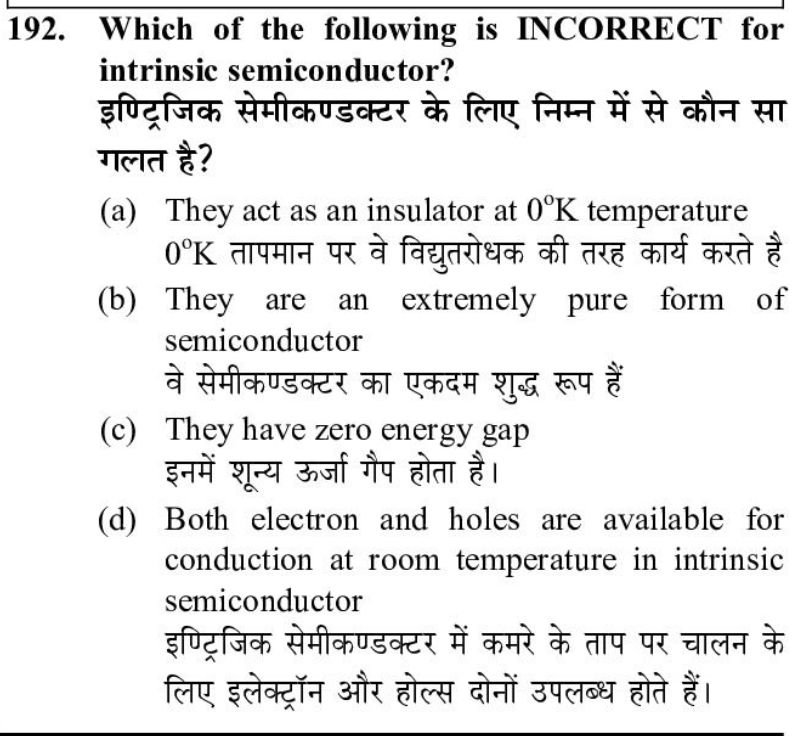 192. Which of the following is INCORRECT for
intrinsic semiconductor?
इण्ट्रिजिक सेमीकण्डक्टर के लिए निम्न में से कौन सा
गलत है?
(a) They act as an insulator at 0°K temperature
0°K तापमान पर वे विद्युतरोधक की तरह कार्य करते है
(b) They are an extremely pure form of
semiconductor
वे सेमीकण्डक्टर का एकदम शुद्ध रूप हैं
(c) They have zero energy gap
इनमें शून्य ऊर्जा गैप होता है।
(d) Both electron and holes are available for
conduction at room temperature in intrinsic
semiconductor
इण्ट्रिजिक सेमीकण्डक्टर में कमरे के ताप पर चालन के
लिए इलेक्ट्रॉन और होल्स दोनों उपलब्ध होते हैं।